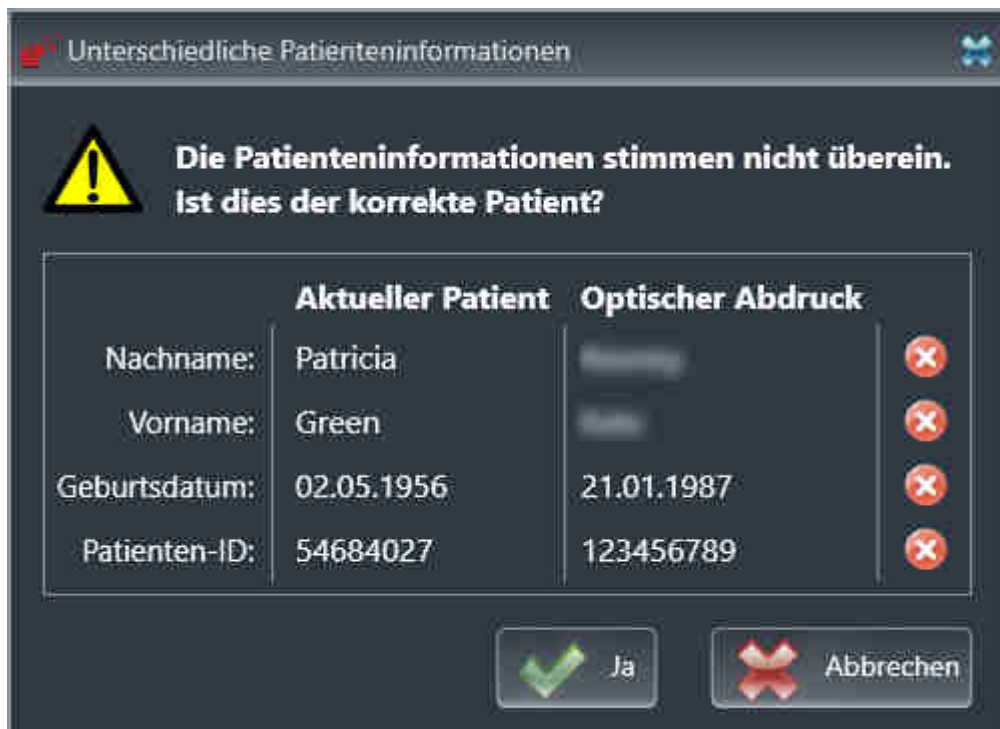 Unterschiedliche Patienteninformationen
Die Patienteninformationen stimmen nicht überein.
Ist dies der korrekte Patient?
Aktueller Patient Optischer Abdruck
Nachname: Patricia
Vorname: Green
Geburtsdatum: 02.05.1956 21.01.1987
Patienten-ID: 54684027 123456789
Ja Abbrechen